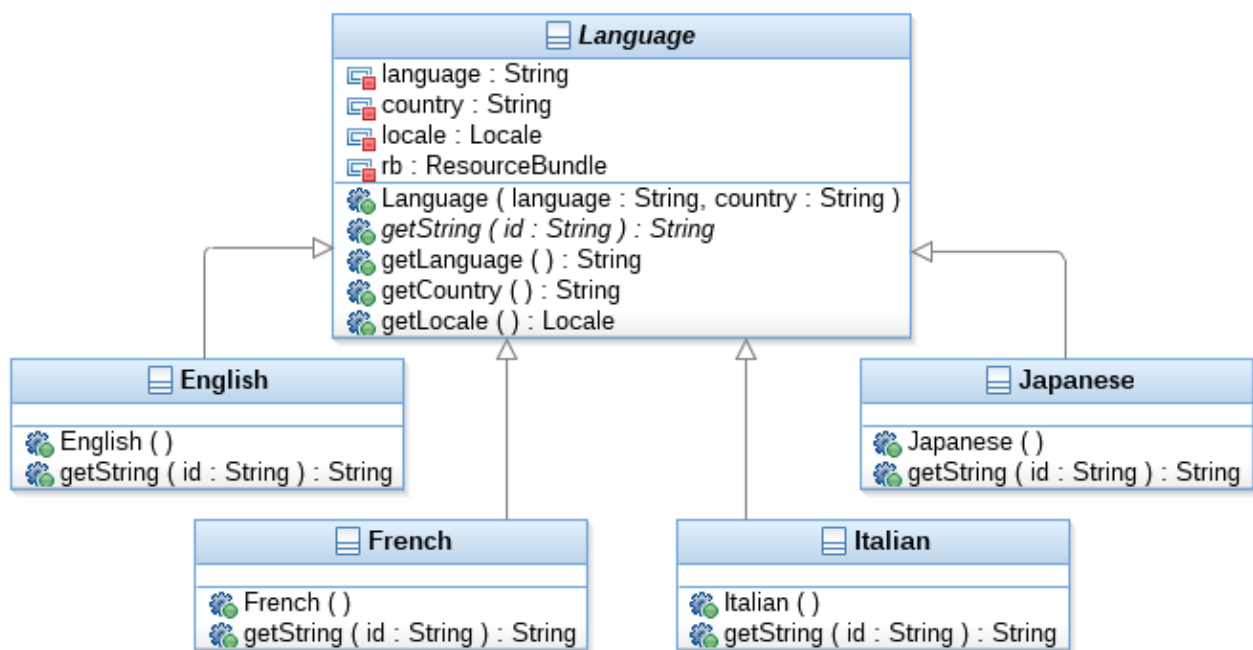 Language
language : String
country : String
locale : Locale
rb : ResourceBundle
Language ( language : String, country : String )
getString ( id : String ) : String
getLanguage ( ) : String
getCountry ( ) : String
getLocale ( ) : Locale
English
English ( )
getString ( id : String ) : String
Japanese
Japanese ( )
getString ( id : String ) : String
French
French ( )
getString ( id : String ) : String
Italian
Italian ( )
getString ( id : String ) : String